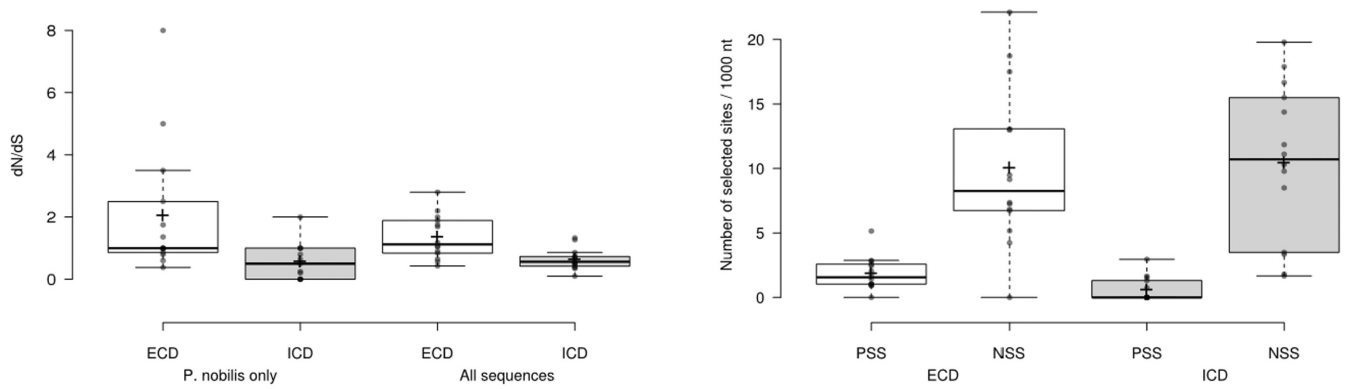 dN/dS
8
6
4
2
0
ECD
ICD
ECD
ICD
P. nobilis only
All sequences
Number of selected sites / 1000 nt
20
15
10
5
0
PSS
NSS
PSS
NSS
ECD
ICD